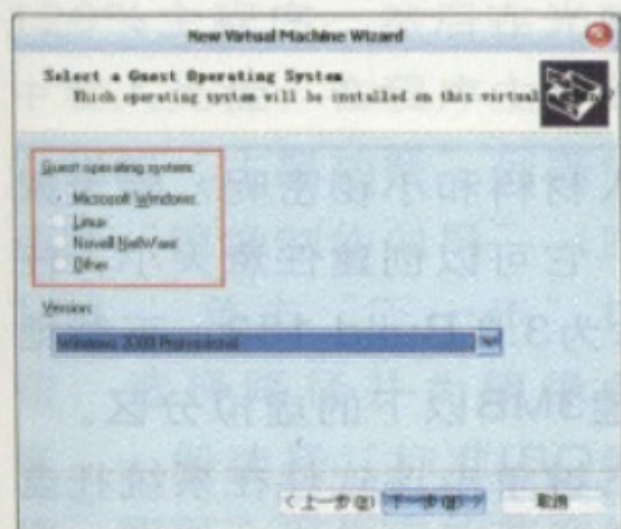 New Virtual Machine Wizard
Select a Guest Operating System
Which operating system will be installed on this virtual
Guest operating system
Microsoft Windows
Linux
Novell NetWare
Other
Version:
Windows 2000 Professional
<上一步(B) 下一步(N)> 取消